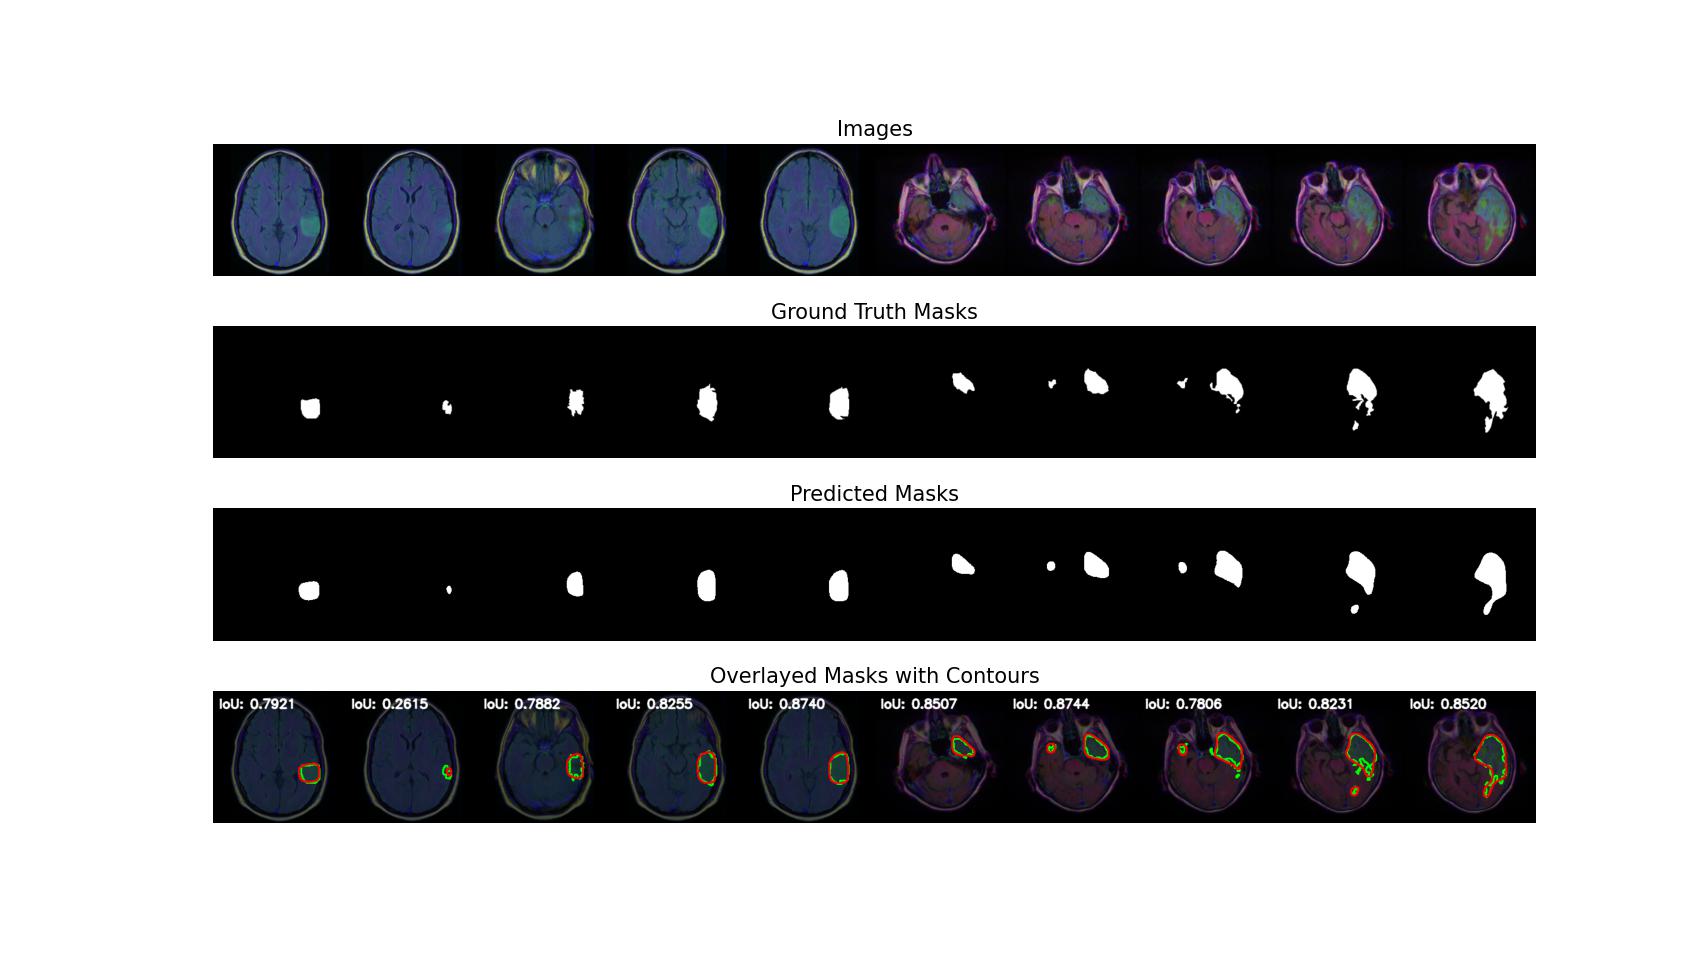 Images
Ground Truth Masks
Predicted Masks
Overlayed Masks with Contours
IoU: 0.7921 IoU: 0.2615 IoU: 0.7882 IoU: 0.8255 IoU: 0.8740 IoU: 0.8507 IoU: 0.8744 IoU: 0.7806 IoU: 0.8231 IoU: 0.8520